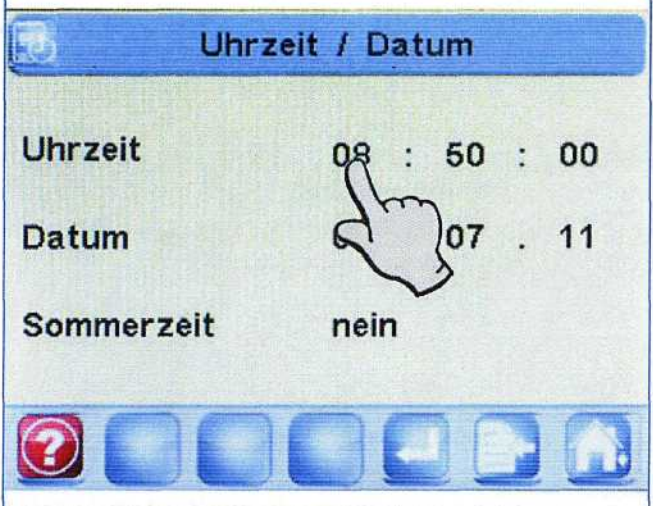 Uhrzeit / Datum
Uhrzeit 08 : 50 : 00
Datum 07 . 11
Sommerzeit nein
?